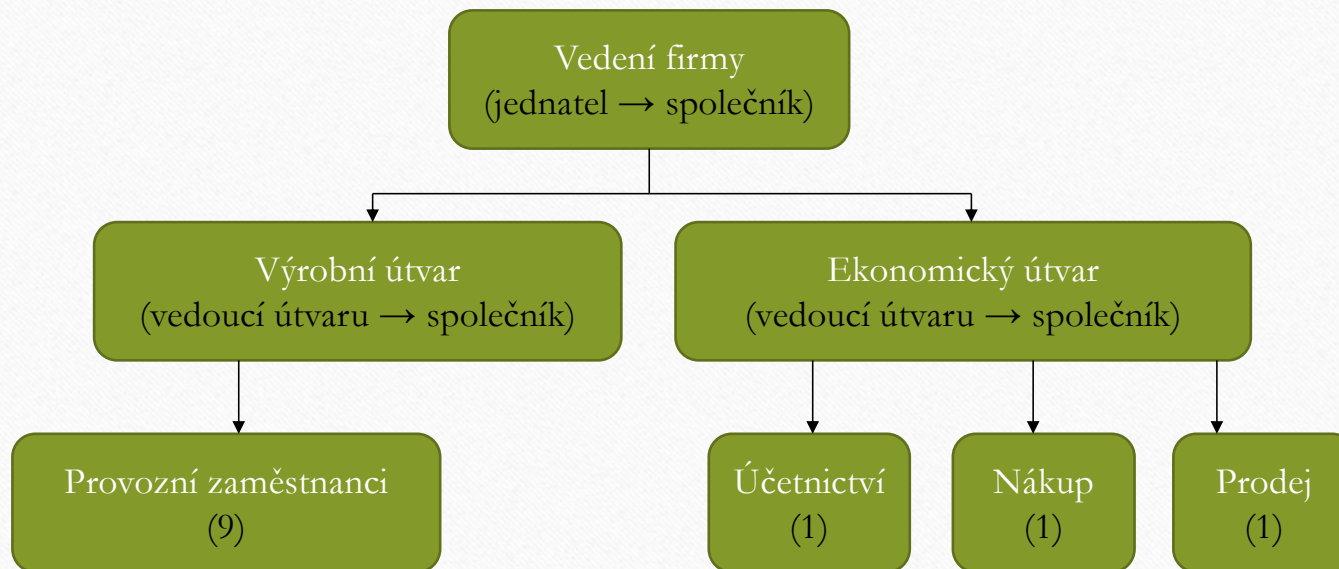 Vedení firmy
(jednatel → společník)
Výrobní útvar
(vedoucí útvaru → společník)
Ekonomický útvar
(vedoucí útvaru → společník)
Provozní zaměstnanci
(9)
Účetnictví
(1)
Nákup
(1)
Prodej
(1)